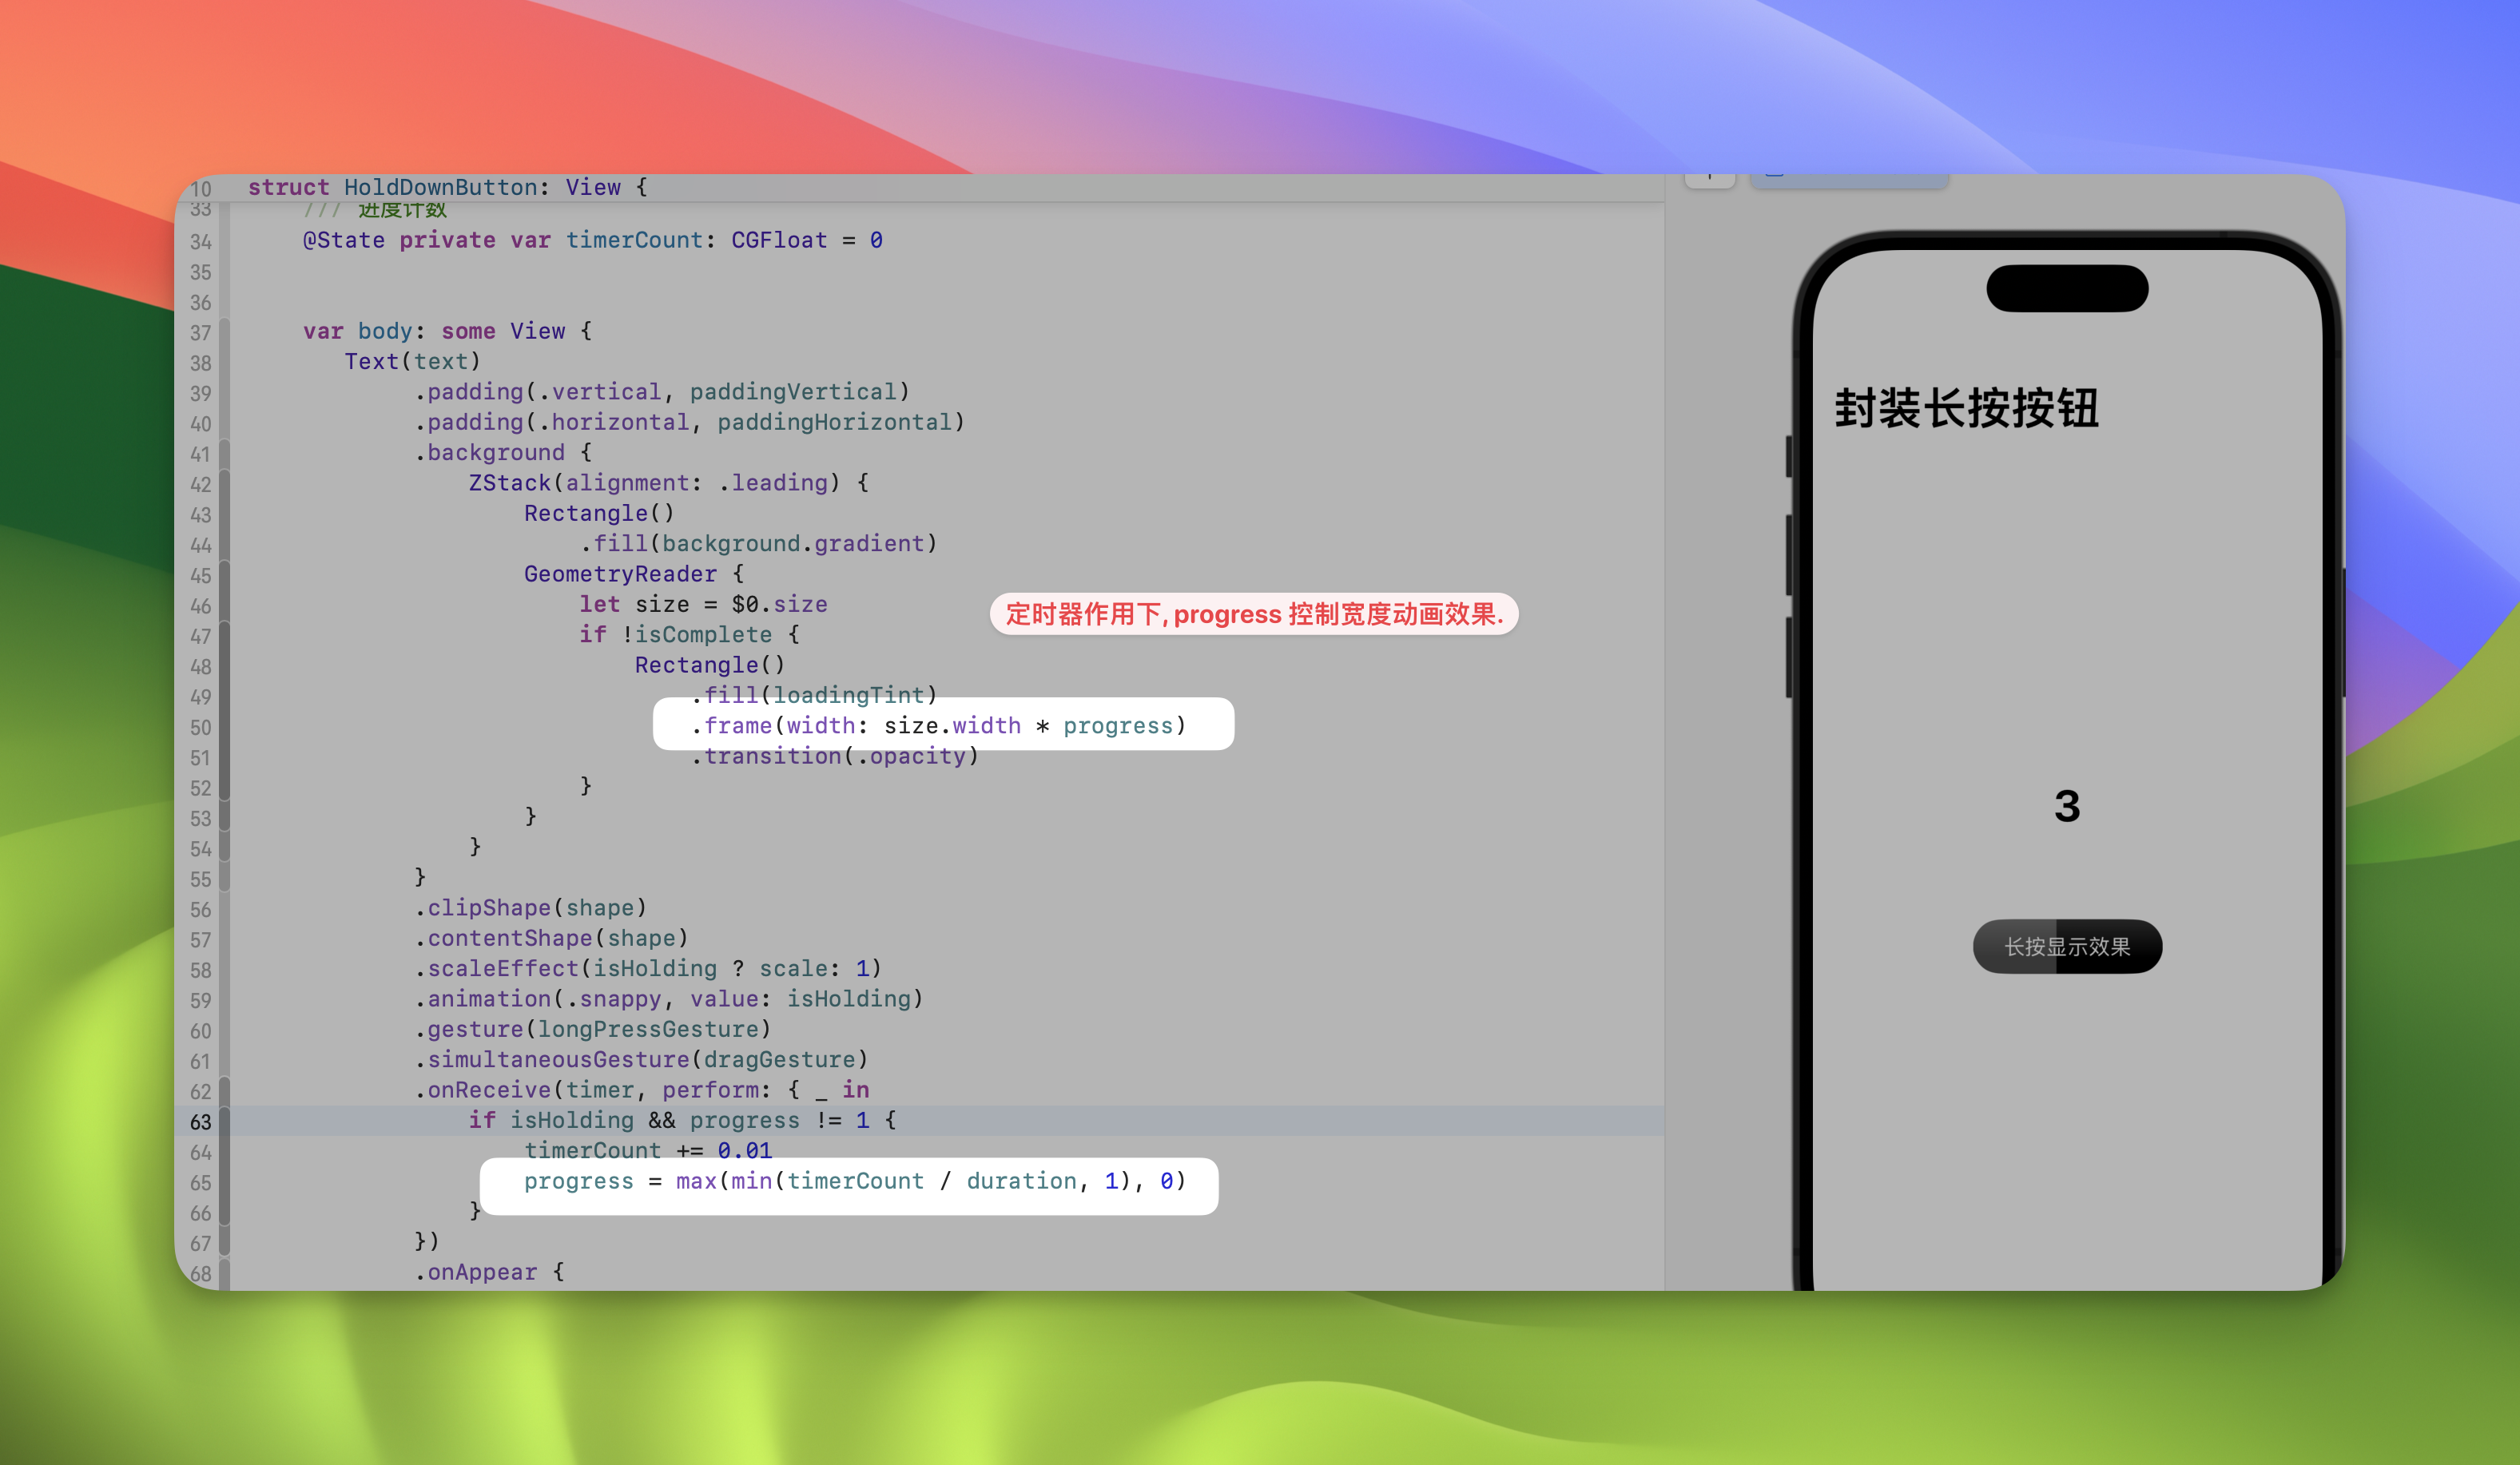 10 struct HoldDownButton: View {
33 /// 进度计数
34 @State private var timerCount: CGFloat = 0
35
36
37 var body: some View {
38 Text(text)
39 .padding(.vertical, paddingVertical)
40 .padding(.horizontal, paddingHorizontal)
41 .background {
42 ZStack(alignment: .leading) {
43 Rectangle()
44 .fill(background.gradient)
45 GeometryReader {
46 let size = $0.size
定时器作用下, progress 控制宽度动画效果.
47 if !isComplete {
48 Rectangle()
49 .fill(loadingTint)
50 .frame(width: size.width * progress)
51 .transition(.opacity)
52 }
53 }
54 }
55 }
56 .clipShape(shape)
57 .contentShape(shape)
58 .scaleEffect(isHolding ? scale: 1)
59 .animation(.snappy, value: isHolding)
60 .gesture(longPressGesture)
61 .simultaneousGesture(dragGesture)
62 .onReceive(timer, perform: { _ in
63 if isHolding && progress != 1 {
64 timerCount += 0.01
65 progress = max(min(timerCount / duration, 1), 0)
66 }
67 })
68 .onAppear {
封装长按按钮
3
长按显示效果